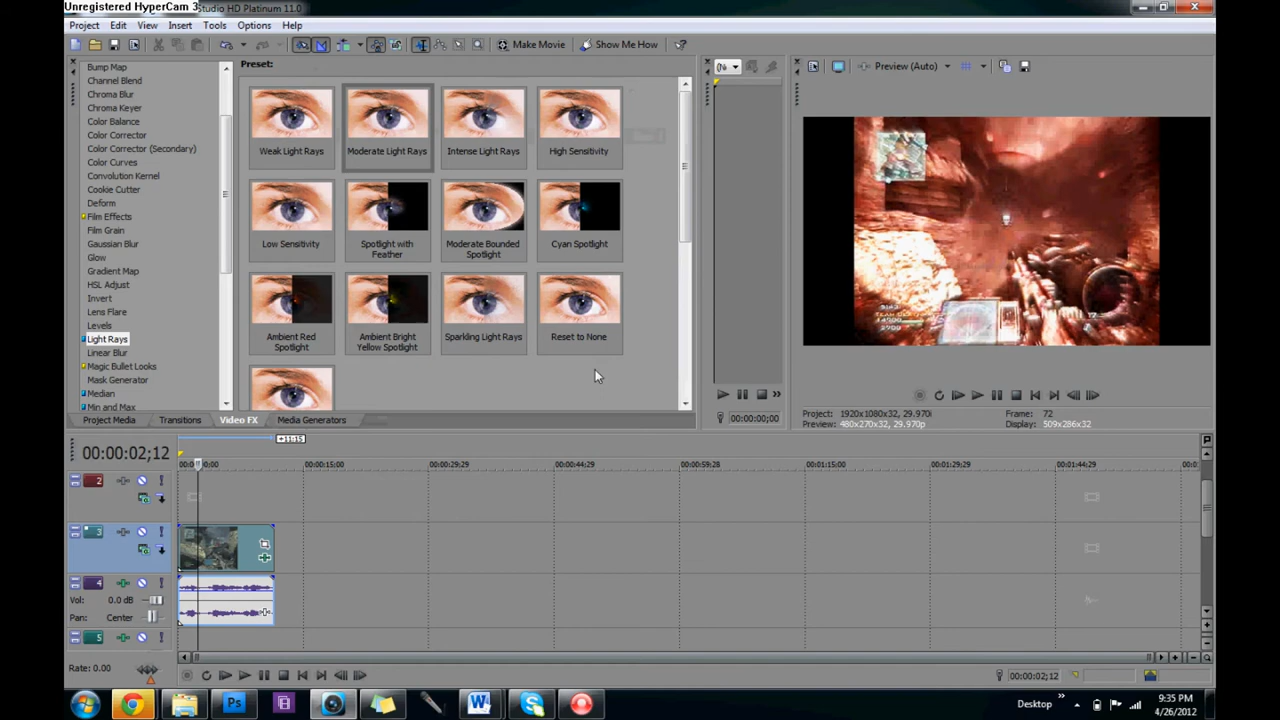 Unregistered HyperCam 3
Studio HD Platinum 11.0
Project Edit View Insert Tools Options Help
Make Movie Show Me How
Bump Map
Channel Blend
Chroma Blur
Chroma Keyer
Color Balance
Color Corrector
Color Corrector (Secondary)
Color Curves
Convolution Kernel
Cookie Cutter
Deform
Film Effects
Film Grain
Gaussian Blur
Glow
Gradient Map
HSL Adjust
Invert
Lens Flare
Levels
Light Rays
Linear Blur
Magic Bullet Looks
Mask Generator
Median
Min and Max
Preset:
Weak Light Rays
Moderate Light Rays
Intense Light Rays
High Sensitivity
Low Sensitivity
Spotlight with
Feather
Moderate Bounded
Spotlight
Cyan Spotlight
Ambient Red
Spotlight
Ambient Bright
Yellow Spotlight
Sparkling Light Rays
Reset to None
Project Media Transitions Video FX Media Generators
00:00:00;00
Preview (Auto)
Project: 1920x1080x32, 29.970i
Preview: 480x270x32, 29.970p
Frame: 72
Display: 509x286x32
00:00:02;12
+11:15
00:00:15;00 00:00:29;29 00:00:44;29 00:00:59;28 00:01:15;00 00:01:29;29 00:01:44;29
2
3
4
Vol: 0.0 dB
Pan: Center
5
Rate: 0.00
00:00:02;12
Desktop
9:35 PM
4/26/2012